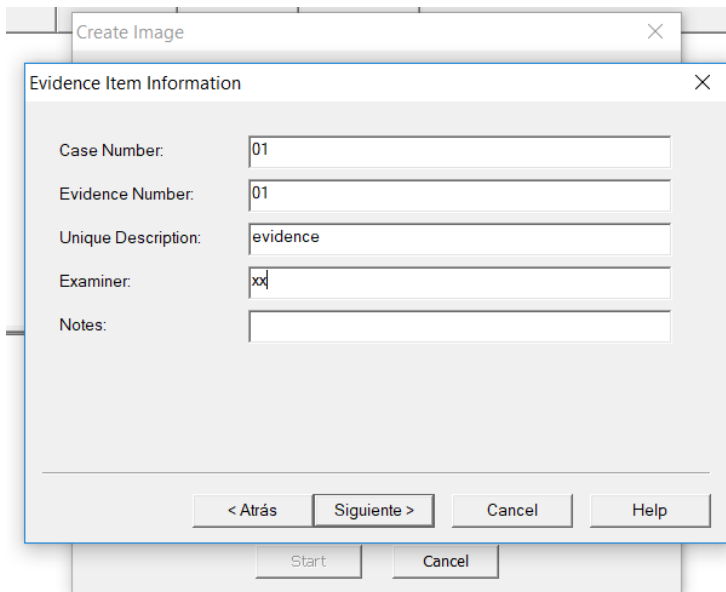 Create Image
Evidence Item Information
Case Number: 01
Evidence Number: 01
Unique Description: evidence
Examiner: xx
Notes:
< Atrás Siguiente > Cancel Help
Start Cancel